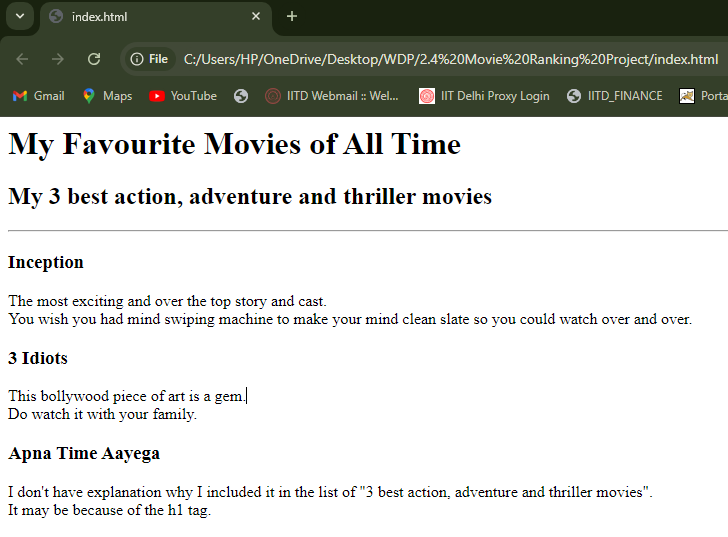 index.html
File
C:/Users/HP/OneDrive/Desktop/WDP/2.4%20Movie%20Ranking%20Project/index.html
Gmail Maps YouTube IITD Webmail :: Wel... IIT Delhi Proxy Login IITD_FINANCE Porta
My Favourite Movies of All Time
My 3 best action, adventure and thriller movies
Inception
The most exciting and over the top story and cast.
You wish you had mind swiping machine to make your mind clean slate so you could watch over and over.
3 Idiots
This bollywood piece of art is a gem.
Do watch it with your family.
Apna Time Aayega
I don't have explanation why I included it in the list of "3 best action, adventure and thriller movies".
It may be because of the h1 tag.